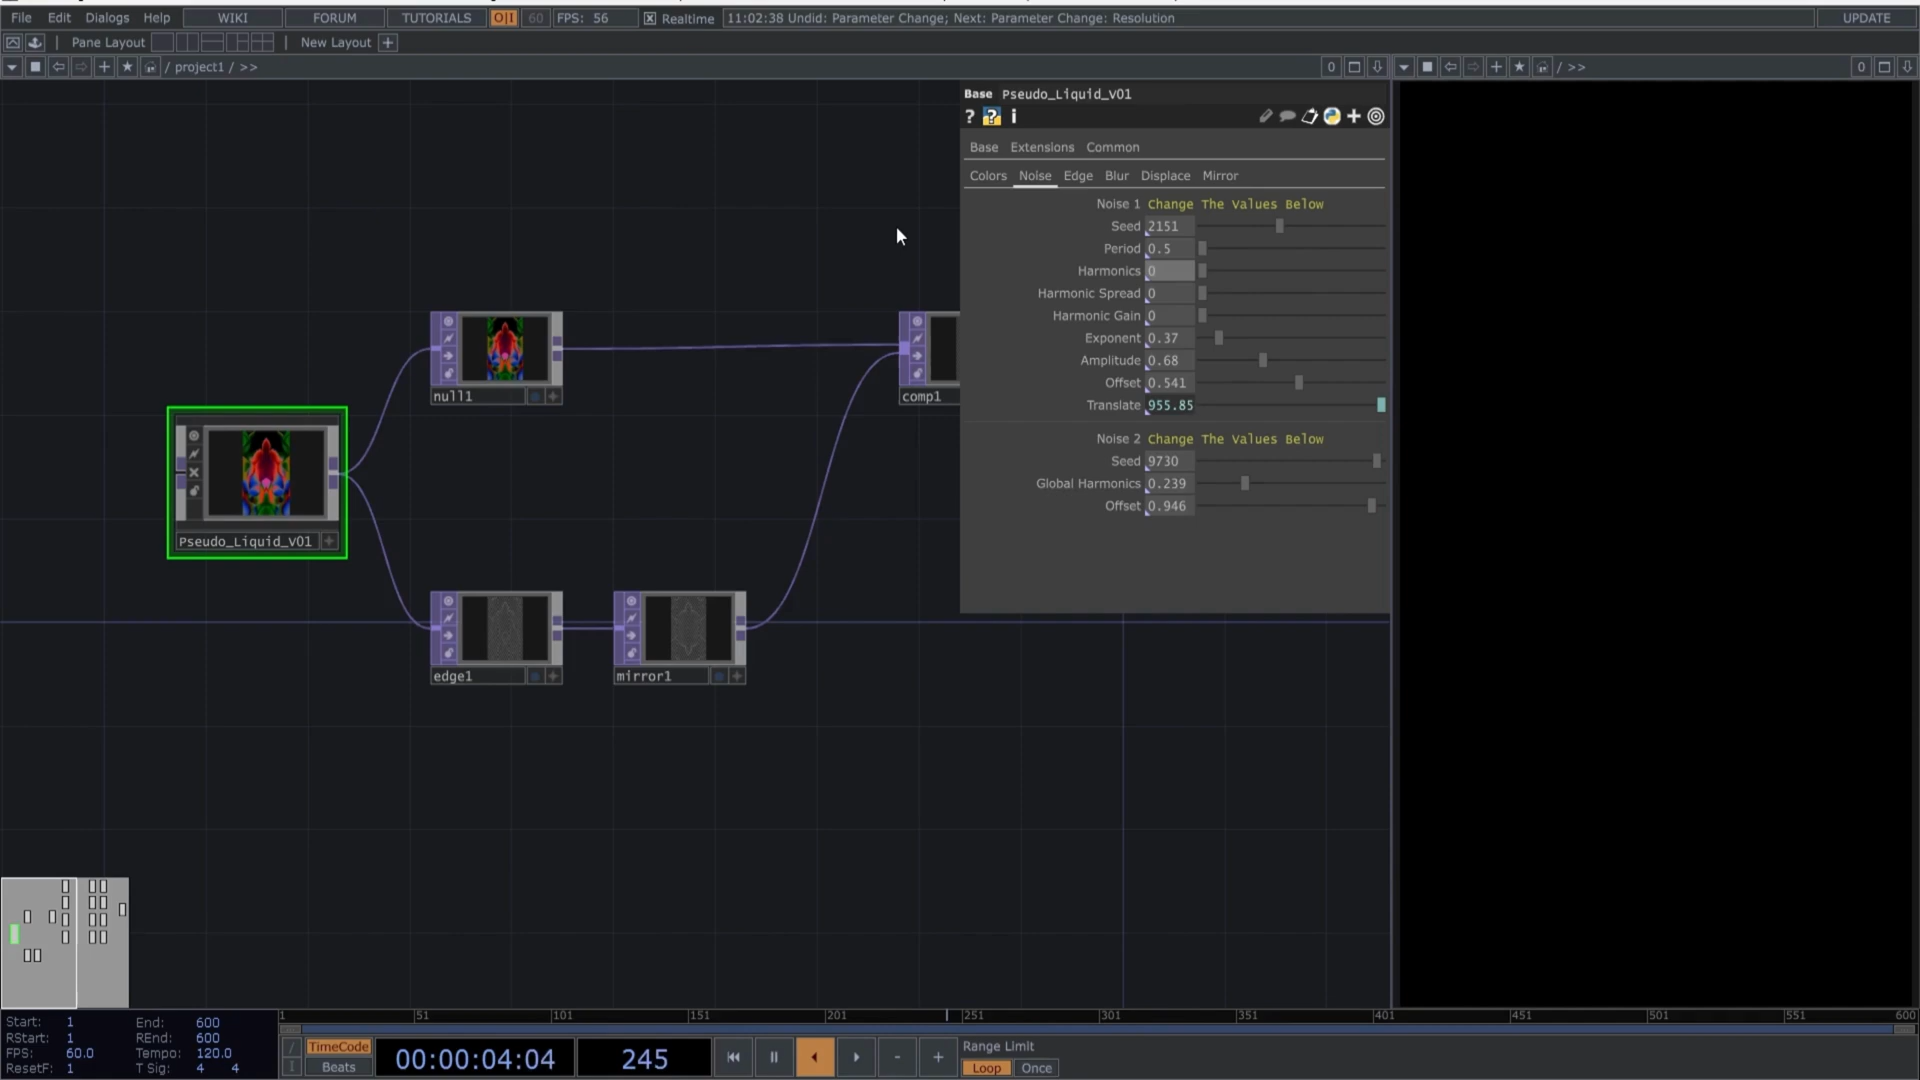 File Edit Dialogs Help WIKI FORUM TUTORIALS O|I 60 FPS: 56 Realtime 11:02:38 Undid: Parameter Change; Next: Parameter Change: Resolution UPDATE
Pane Layout New Layout
/ project1 / >> 0 / >> 0
Base Pseudo_Liquid_V01
? ? i
Base Extensions Common
Colors Noise Edge Blur Displace Mirror
Noise 1 Change The Values Below
Seed 2151
Period 0.5
Harmonics 0
Harmonic Spread 0
Harmonic Gain 0
Exponent 0.37
Amplitude 0.68
Offset 0.541
Translate 955.85
Noise 2 Change The Values Below
Seed 9730
Global Harmonics 0.239
Offset 0.946
null1
comp1
Pseudo_Liquid_V01
edge1
mirror1
Start: 1 End: 600
RStart: 1 REnd: 600
FPS: 60.0 Tempo: 120.0
ResetF: 1 T Sig: 4 4
1 51 101 151 201 251 301 351 401 451 501 551 600
TimeCode
Beats
00:00:04:04
245
- +
Range Limit
Loop Once